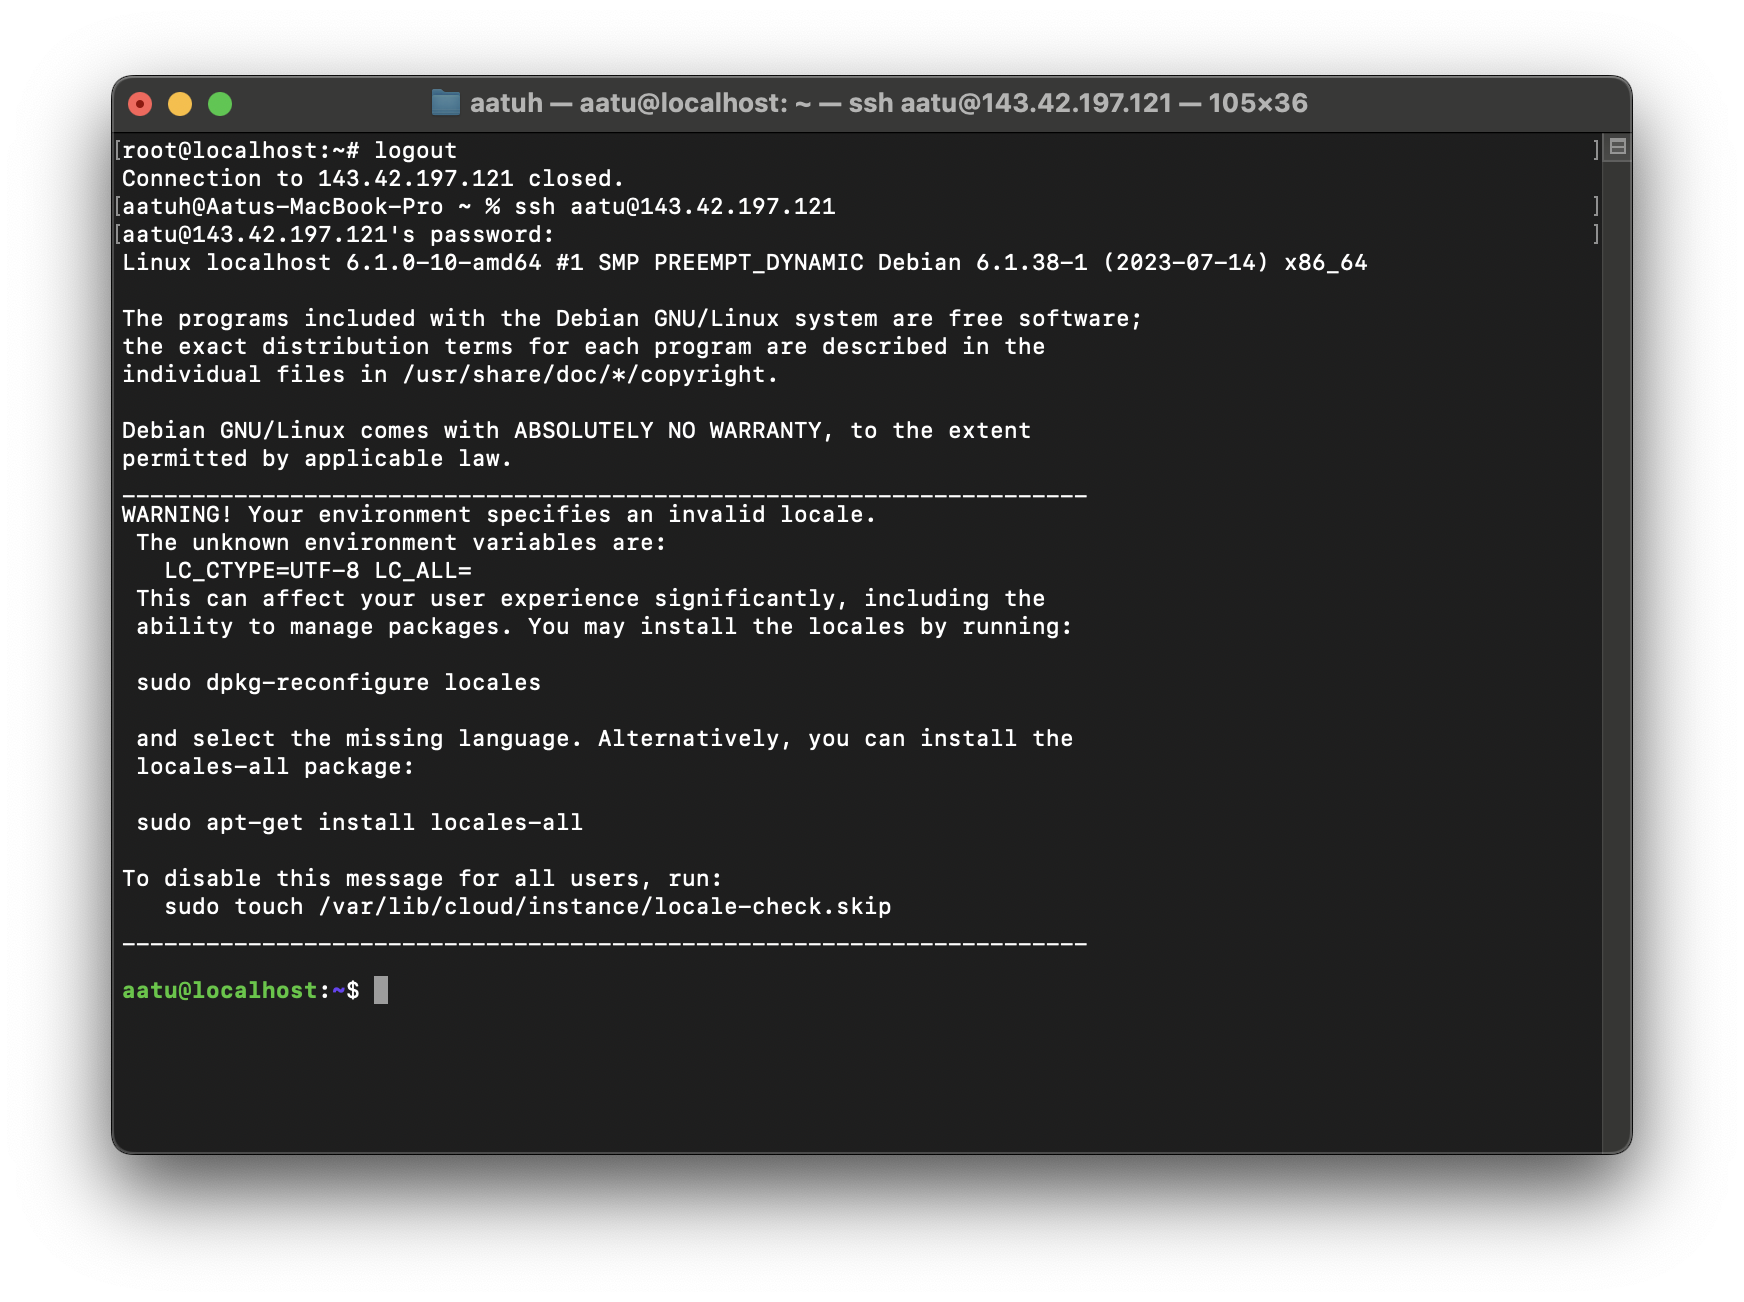 aatuh — aatu@localhost: ~ — ssh aatu@143.42.197.121 — 105×36
[root@localhost:~# logout ]
Connection to 143.42.197.121 closed.
[aatuh@Aatus-MacBook-Pro ~ % ssh aatu@143.42.197.121 ]
[aatu@143.42.197.121's password: ]
Linux localhost 6.1.0-10-amd64 #1 SMP PREEMPT_DYNAMIC Debian 6.1.38-1 (2023-07-14) x86_64
The programs included with the Debian GNU/Linux system are free software;
the exact distribution terms for each program are described in the
individual files in /usr/share/doc/*/copyright.
Debian GNU/Linux comes with ABSOLUTELY NO WARRANTY, to the extent
permitted by applicable law.
_____________________________________________________________________
WARNING! Your environment specifies an invalid locale.
 The unknown environment variables are:
   LC_CTYPE=UTF-8 LC_ALL=
 This can affect your user experience significantly, including the
 ability to manage packages. You may install the locales by running:
 sudo dpkg-reconfigure locales
 and select the missing language. Alternatively, you can install the
 locales-all package:
 sudo apt-get install locales-all
To disable this message for all users, run:
   sudo touch /var/lib/cloud/instance/locale-check.skip
_____________________________________________________________________
aatu@localhost:~$